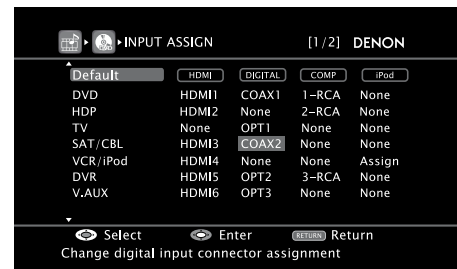 INPUT ASSIGN [1/2] DENON
Default HDMI DIGITAL COMP iPod
DVD HDMI1 COAX1 1-RCA None
HDP HDMI2 None 2-RCA None
TV None OPT1 None None
SAT/CBL HDMI3 COAX2 None None
VCR/iPod HDMI4 None None Assign
DVR HDMI5 OPT2 3-RCA None
V.AUX HDMI6 OPT3 None None
Select Enter RETURN Return
Change digital input connector assignment